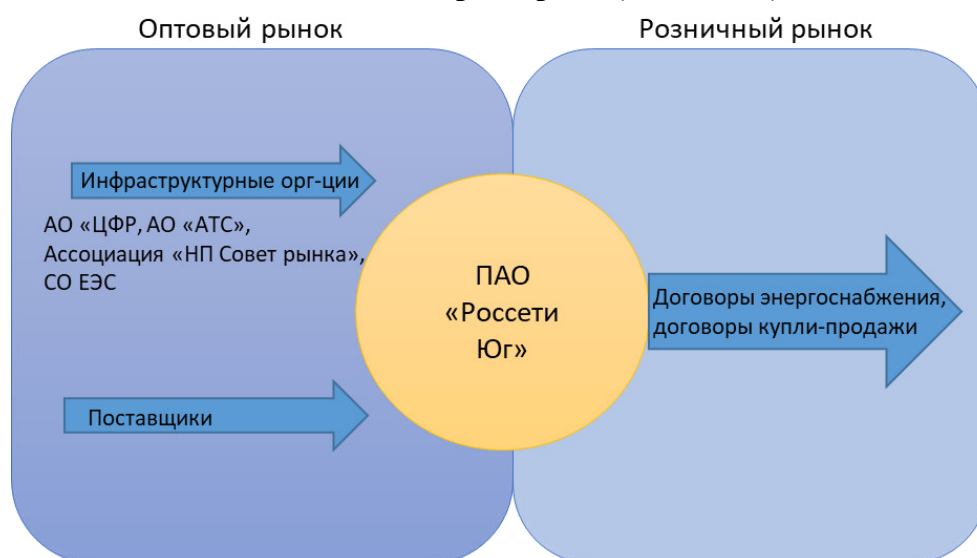 Оптовый рынок
Розничный рынок
Инфраструктурные орг-ции
АО «ЦФР, АО «АТС»,
Ассоциация «НП Совет рынка»,
СО ЕЭС
Поставщики
ПАО
«Россети
Юг»
Договоры энергоснабжения,
договоры купли-продажи